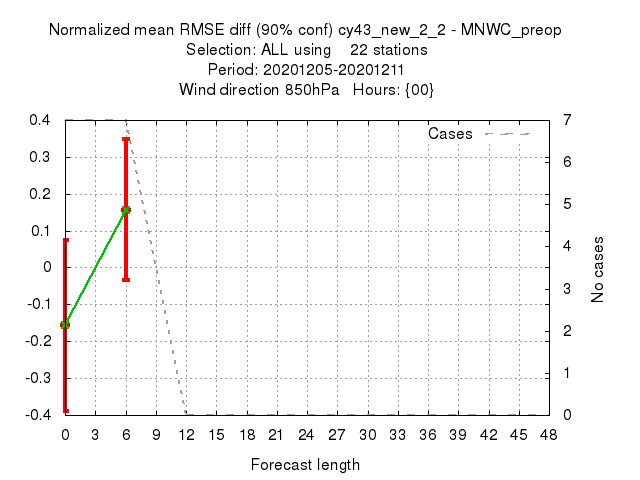 Normalized mean RMSE diff (90% conf) cy43_new_2_2 - MNWC_preop
Selection: ALL using 22 stations
Period: 20201205-20201211
Wind direction 850hPa Hours: {00}
0.4
0.3
0.2
0.1
0
-0.1
-0.2
-0.3
-0.4
Cases
7
6
5
4
3
2
1
0
No cases
0 3 6 9 12 15 18 21 24 27 30 33 36 39 42 45 48
Forecast length